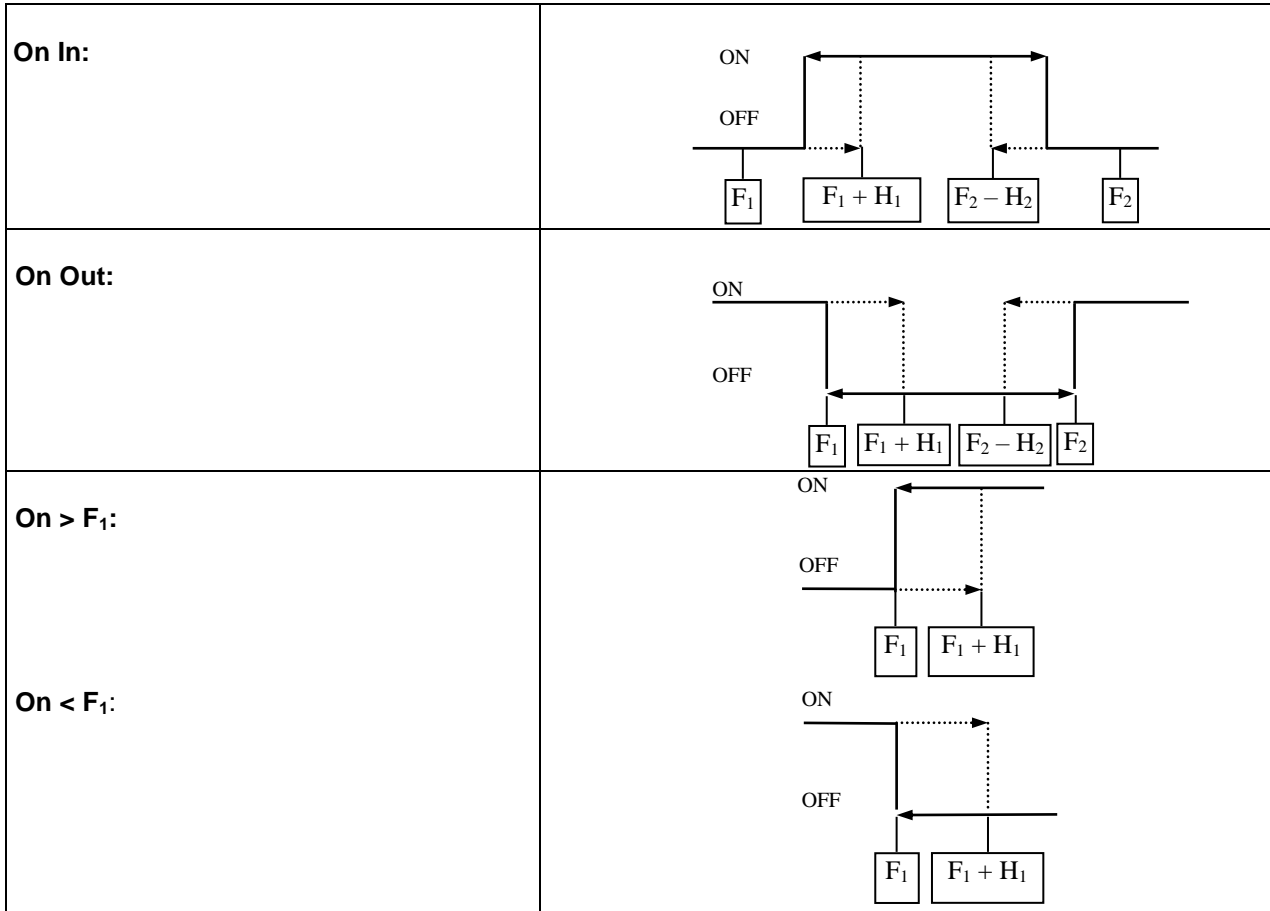 On In:
ON
OFF
F₁
F₁ + H₁
F₂ – H₂
F₂
On Out:
ON
OFF
F₁
F₁ + H₁
F₂ – H₂
F₂
On > F₁:
ON
OFF
F₁
F₁ + H₁
On < F₁:
ON
OFF
F₁
F₁ + H₁